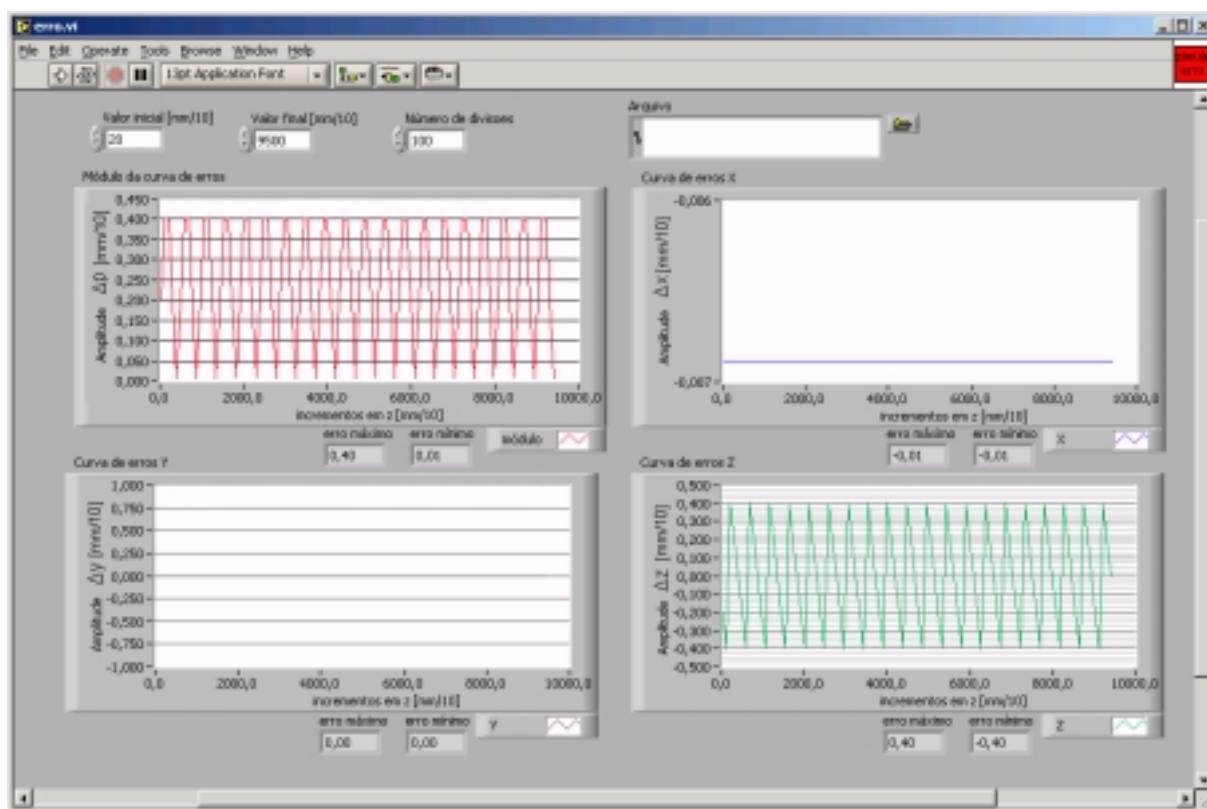 erro.vi
File Edit Operate Tools Browse Window Help
13pt Application Font
erro
Valor inicial [mm/10] Valor final [mm/10] Número de divisoes Arquivo
20 9500 100
Módulo da curva de erros
0,450
0,400
0,350
0,300
0,250
0,200
0,150
0,100
0,050
0,000
Amplitude ΔD [mm/10]
0,0 2000,0 4000,0 6000,0 8000,0 10000,0
incrementos em z [mm/10]
erro máximo erro mínimo Módulo
0,40 0,01
Curva de erros X
-0,006
-0,007
Amplitude Δx [mm/10]
0,0 2000,0 4000,0 6000,0 8000,0 10000,0
incrementos em z [mm/10]
erro máximo erro mínimo X
-0,01 -0,01
Curva de erros Y
1,000
0,750
0,500
0,250
0,000
-0,250
-0,500
-0,750
-1,000
Amplitude Δy [mm/10]
0,0 2000,0 4000,0 6000,0 8000,0 10000,0
incrementos em z [mm/10]
erro máximo erro mínimo Y
0,00 0,00
Curva de erros Z
0,500
0,400
0,300
0,200
0,100
0,000
-0,100
-0,200
-0,300
-0,400
-0,500
Amplitude Δz [mm/10]
0,0 2000,0 4000,0 6000,0 8000,0 10000,0
incrementos em z [mm/10]
erro máximo erro mínimo Z
0,40 -0,40